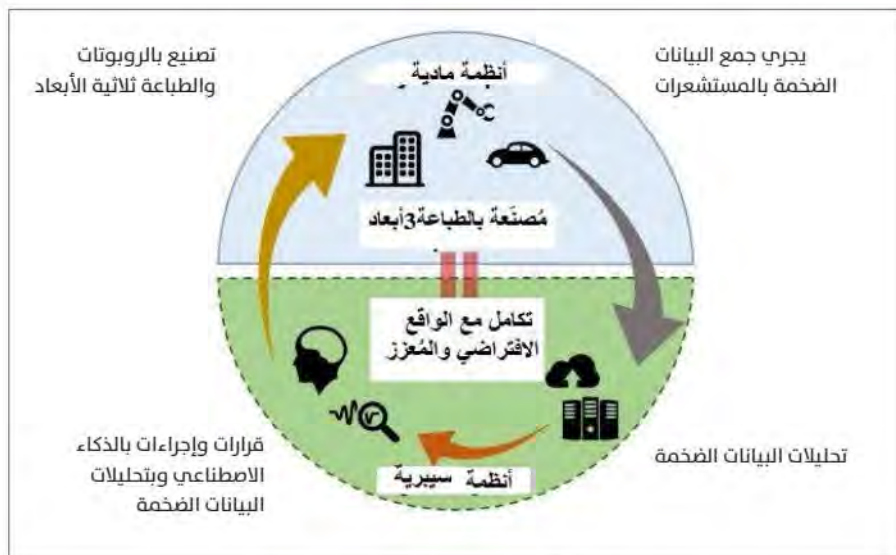 يجري جمع البيانات
الضخمة بالمستشعرات
تصنيع بالروبوتات
والطباعة ثلاثية الأبعاد
أنظمة مادية و
مُصنّعة بالطباعة3أبعاد
تكامل مع الواقع
الافتراضي والمُعزز
أنظمة سيبرية
تحليلات البيانات الضخمة
قرارات وإجراءات بالذكاء
الاصطناعي وبتحليلات
البيانات الضخمة